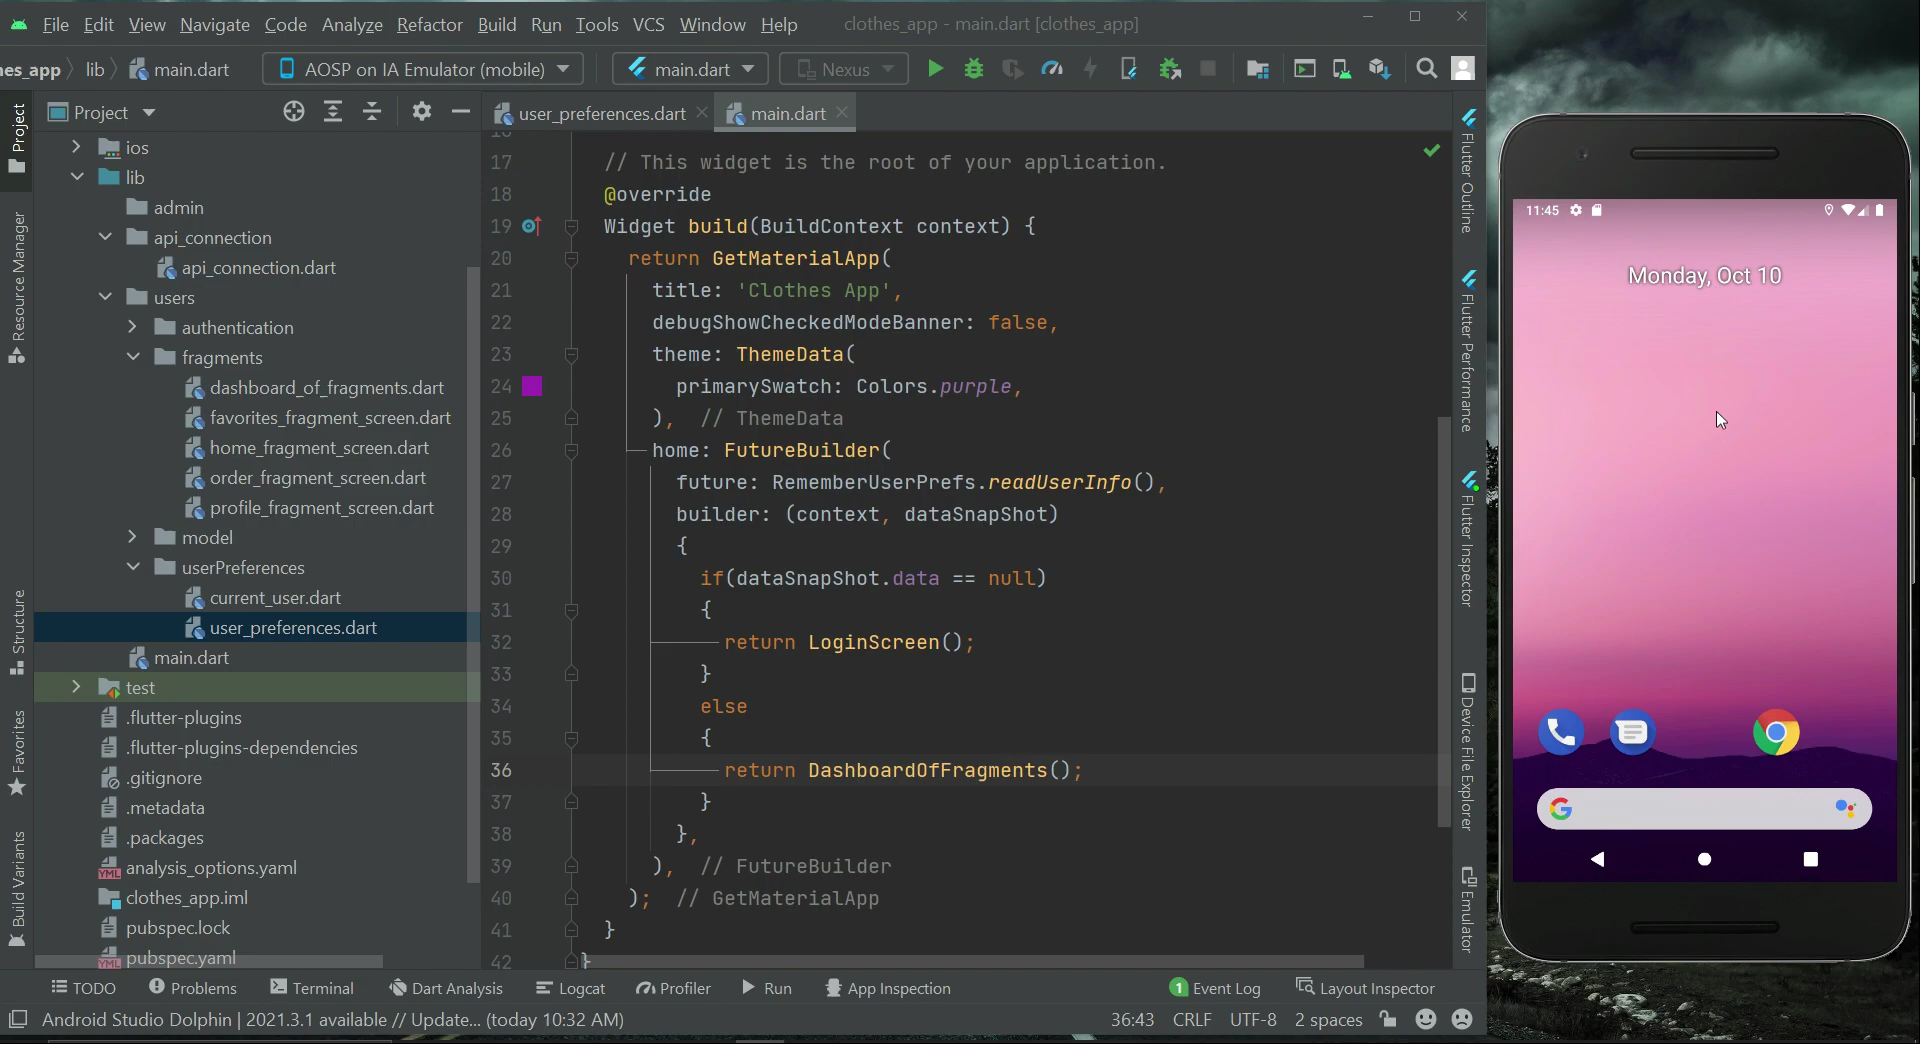 File Edit View Navigate Code Analyze Refactor Build Run Tools VCS Window Help clothes_app - main.dart [clothes_app]
es_app lib main.dart AOSP on IA Emulator (mobile) main.dart Nexus
Project
user_preferences.dart main.dart
Project
Resource Manager
Structure
Favorites
Build Variants
ios
lib
admin
api_connection
api_connection.dart
users
authentication
fragments
dashboard_of_fragments.dart
favorites_fragment_screen.dart
home_fragment_screen.dart
order_fragment_screen.dart
profile_fragment_screen.dart
model
userPreferences
current_user.dart
user_preferences.dart
main.dart
test
.flutter-plugins
.flutter-plugins-dependencies
.gitignore
.metadata
.packages
analysis_options.yaml
clothes_app.iml
pubspec.lock
pubspec.yaml
16
17 // This widget is the root of your application.
18 @override
19 Widget build(BuildContext context) {
20 return GetMaterialApp(
21 title: 'Clothes App',
22 debugShowCheckedModeBanner: false,
23 theme: ThemeData(
24 primarySwatch: Colors.purple,
25 ), // ThemeData
26 home: FutureBuilder(
27 future: RememberUserPrefs.readUserInfo(),
28 builder: (context, dataSnapShot)
29 {
30 if(dataSnapShot.data == null)
31 {
32 return LoginScreen();
33 }
34 else
35 {
36 return DashboardOfFragments();
37 }
38 },
39 ), // FutureBuilder
40 ); // GetMaterialApp
41 }
42 }
Flutter Outline
Flutter Performance
Flutter Inspector
Device File Explorer
Emulator
11:45
Monday, Oct 10
TODO Problems Terminal Dart Analysis Logcat Profiler Run App Inspection 1 Event Log Layout Inspector
Android Studio Dolphin | 2021.3.1 available // Update... (today 10:32 AM) 36:43 CRLF UTF-8 2 spaces